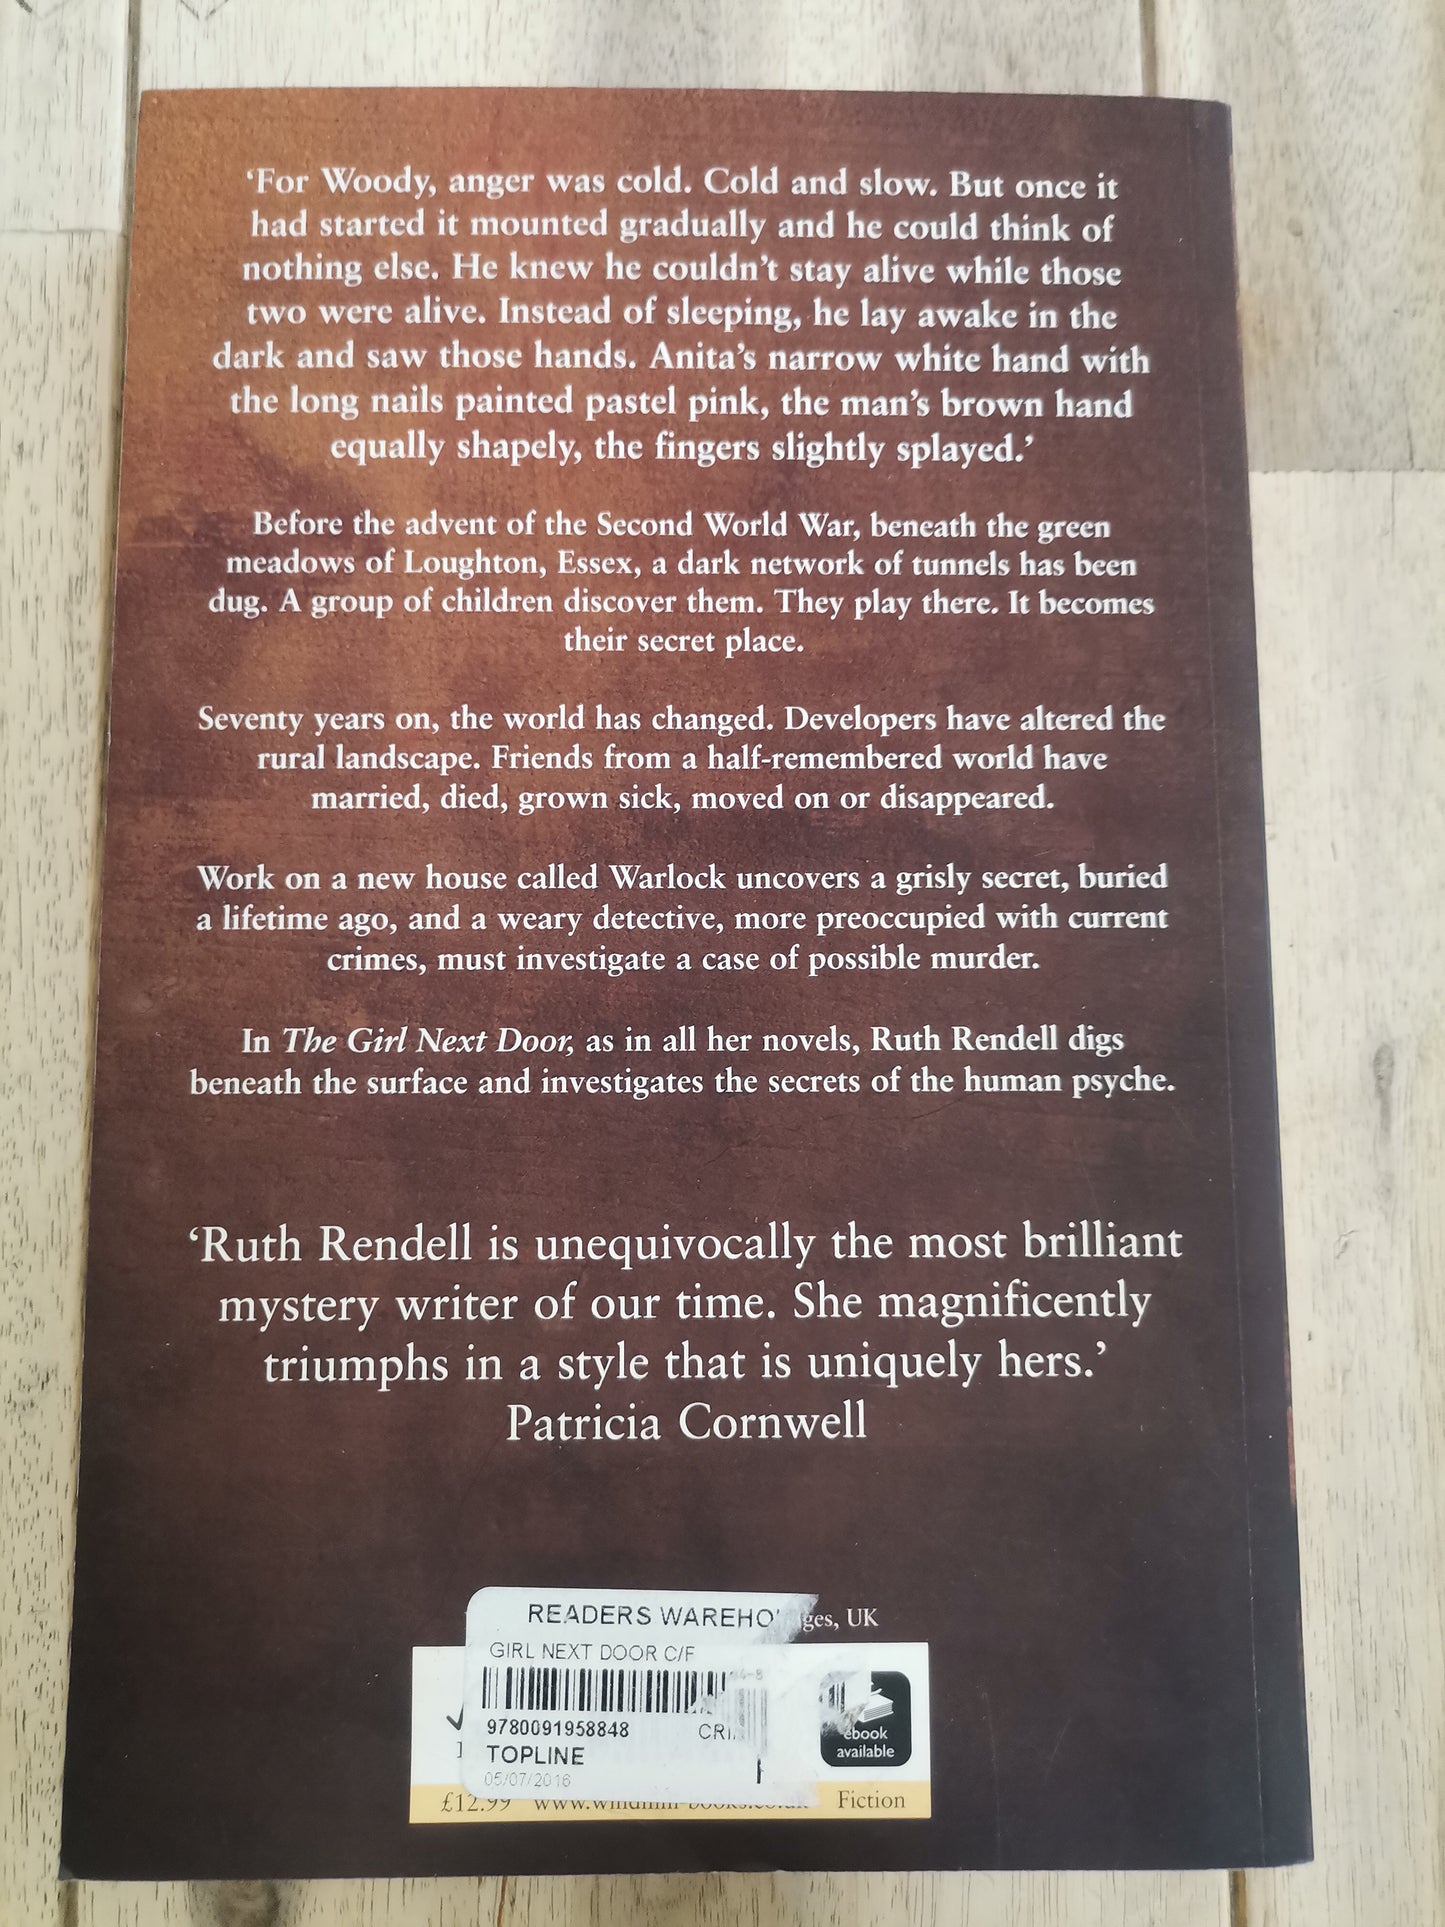 ‘For Woody, anger was cold. Cold and slow. But once it
had started it mounted gradually and he could think of
nothing else. He knew he couldn’t stay alive while those
two were alive. Instead of sleeping, he lay awake in the
dark and saw those hands. Anita’s narrow white hand with
the long nails painted pastel pink, the man’s brown hand
equally shapely, the fingers slightly splayed.’
Before the advent of the Second World War, beneath the green
meadows of Loughton, Essex, a dark network of tunnels has been
dug. A group of children discover them. They play there. It becomes
their secret place.
Seventy years on, the world has changed. Developers have altered the
rural landscape. Friends from a half-remembered world have
married, died, grown sick, moved on or disappeared.
Work on a new house called Warlock uncovers a grisly secret, buried
a lifetime ago, and a weary detective, more preoccupied with current
crimes, must investigate a case of possible murder.
In The Girl Next Door, as in all her novels, Ruth Rendell digs
beneath the surface and investigates the secrets of the human psyche.
‘Ruth Rendell is unequivocally the most brilliant
mystery writer of our time. She magnificently
triumphs in a style that is uniquely hers.’
Patricia Cornwell
READERS WAREHO
UK
GIRL NEXT DOOR C/F
9780091958848
TOPLINE
05/07/2016
ebook
available
£12.99 Fiction